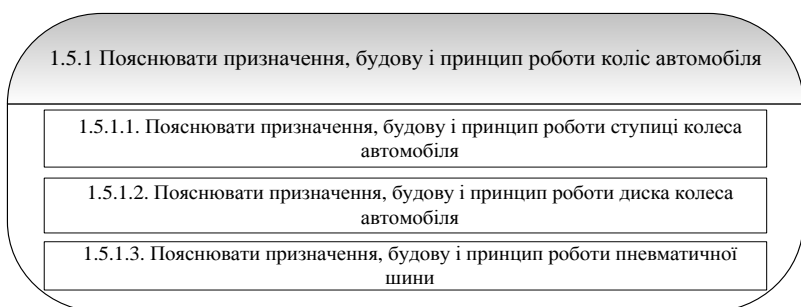 1.5.1 Пояснювати призначення, будову і принцип роботи коліс автомобіля
1.5.1.1. Пояснювати призначення, будову і принцип роботи ступиці колеса
автомобіля
1.5.1.2. Пояснювати призначення, будову і принцип роботи диска колеса
автомобіля
1.5.1.3. Пояснювати призначення, будову і принцип роботи пневматичної
шини